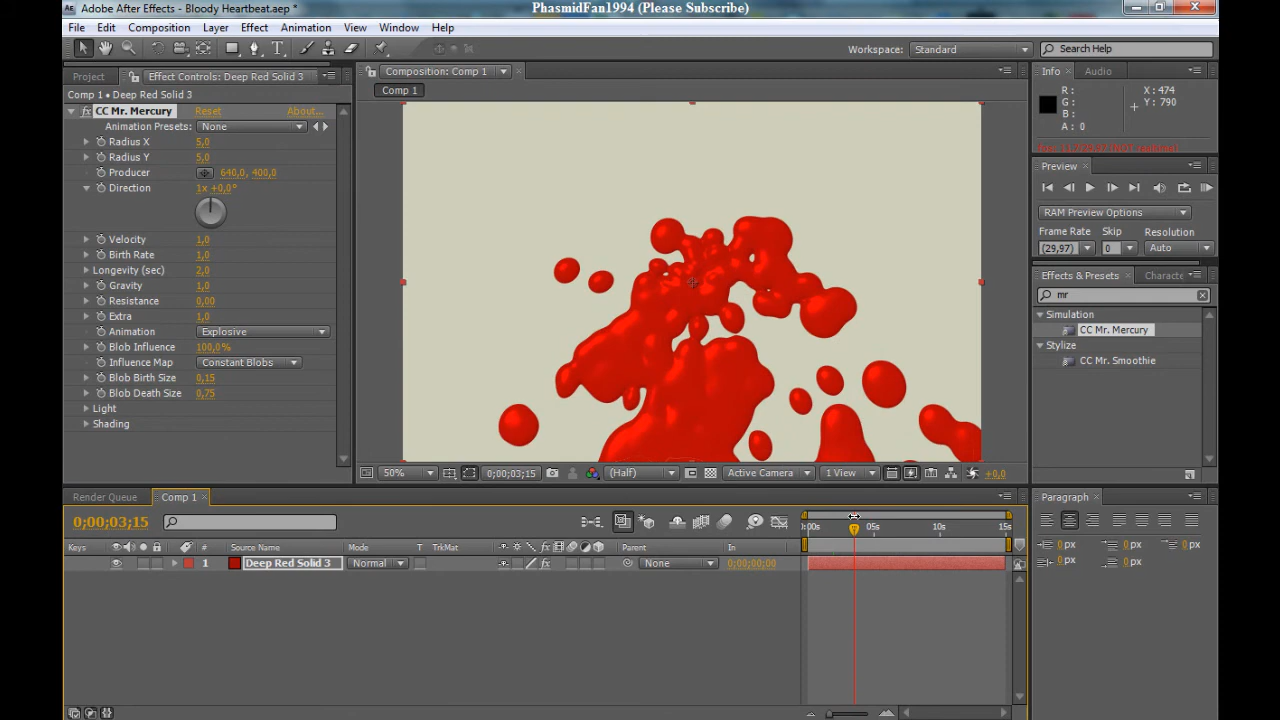 Adobe After Effects - Bloody Heartbeat.aep *
PhasmidFan1994 (Please Subscribe)
File Edit Composition Layer Effect Animation View Window Help
Workspace: Standard
Search Help
Project
Effect Controls: Deep Red Solid 3
Comp 1 • Deep Red Solid 3
CC Mr. Mercury Reset About...
Animation Presets: None
Radius X 5,0
Radius Y 5,0
Producer 640,0, 400,0
Direction 1x +0,0°
Velocity 1,0
Birth Rate 1,0
Longevity (sec) 2,0
Gravity 1,0
Resistance 0,00
Extra 1,0
Animation Explosive
Blob Influence 100,0%
Influence Map Constant Blobs
Blob Birth Size 0,15
Blob Death Size 0,75
Light
Shading
Composition: Comp 1
Comp 1
50% 0;00;03;15 (Half) Active Camera 1 View +0,0
Info Audio
R: X: 474
G: Y: 790
B:
A: 0
Preview
RAM Preview Options
Frame Rate Skip Resolution
(29,97) 0 Auto
Effects & Presets Characte
mr
Simulation
CC Mr. Mercury
Stylize
CC Mr. Smoothie
Render Queue Comp 1
0;00;03;15
0:00s 05s 10s 15s
Keys # Source Name Mode T TrkMat Parent In
1 Deep Red Solid 3 Normal None 0;00;00;00
Paragraph
0 px 0 px 0 px
0 px 0 px